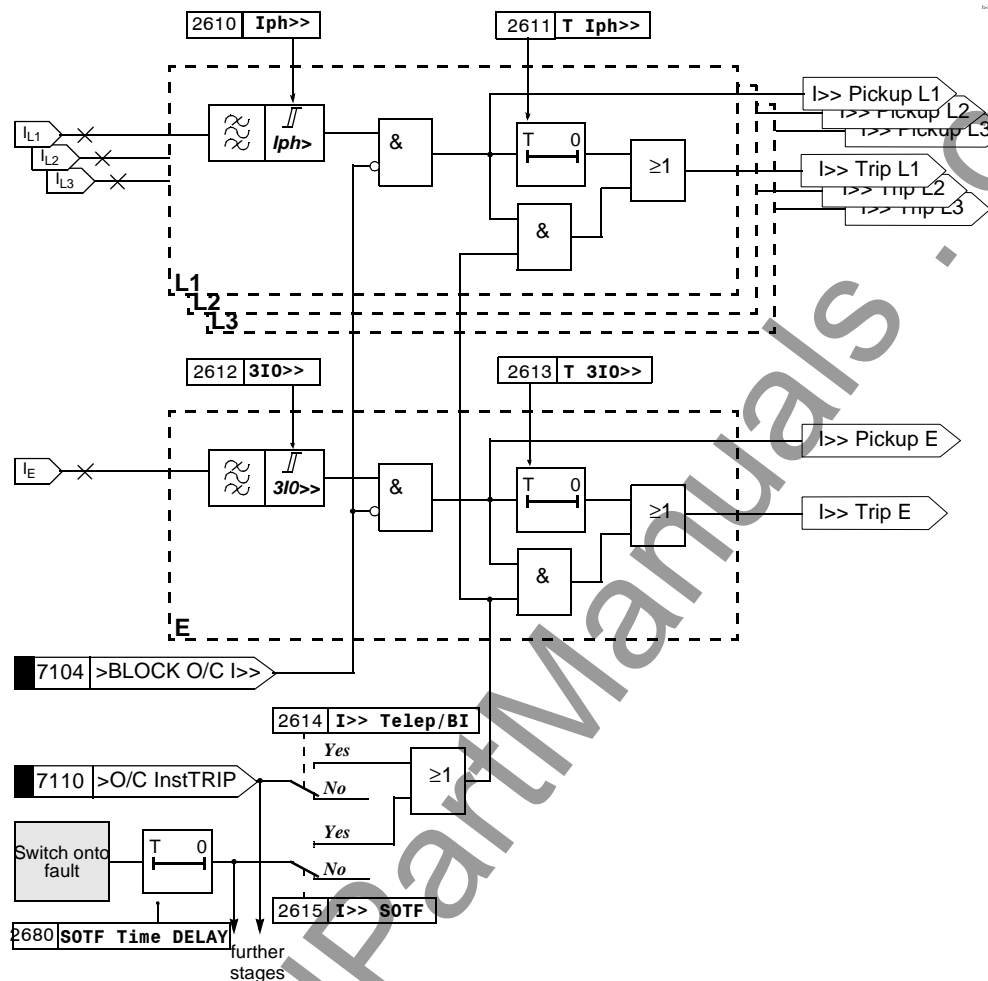 2610 Iph>>
2611 T Iph>>
I>> Pickup L1
I>> Pickup L2
I>> Pickup L3
IL1
IL2
IL3
Iph>
&
T 0
≥1
I>> Trip L1
I>> Trip L2
I>> Trip L3
&
L1
L2
L3
2612 3I0>>
2613 T 3I0>>
I>> Pickup E
IE
3I0>>
&
T 0
≥1
I>> Trip E
&
E
7104 >BLOCK O/C I>>
2614 I>> Telep/BI
Yes
≥1
7110 >O/C InstTRIP
No
Yes
Switch onto
fault
T 0
No
2615 I>> SOTF
2680 SOTF Time DELAY
further
stages
PartManuals